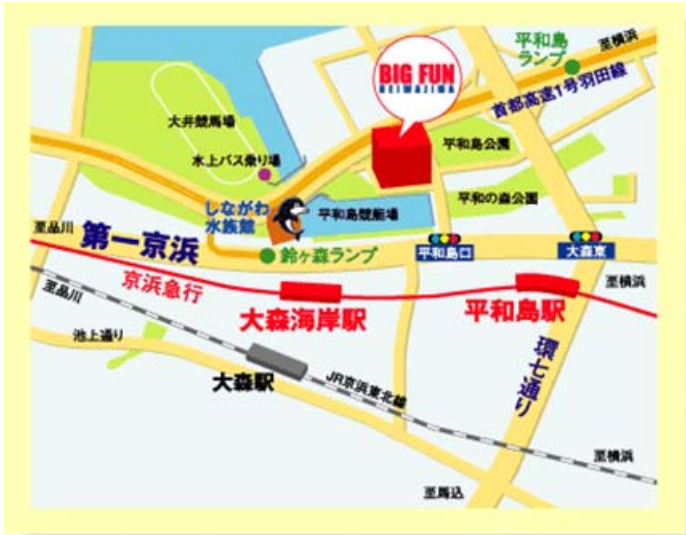 平和島
ランプ
至横浜
BIG FUN
HEIWAJIMA
首都高速1号羽田線
大井競馬場
平和島公園
水上バス乗り場
平和の森公園
しながわ
水族館
平和島競艇場
至品川
第一京浜
鈴ヶ森ランプ
平和島口
大森東
京浜急行
至横浜
至品川
大森海岸駅
平和島駅
池上通り
環七通り
大森駅
JR京浜東北線
至横浜
至馬込